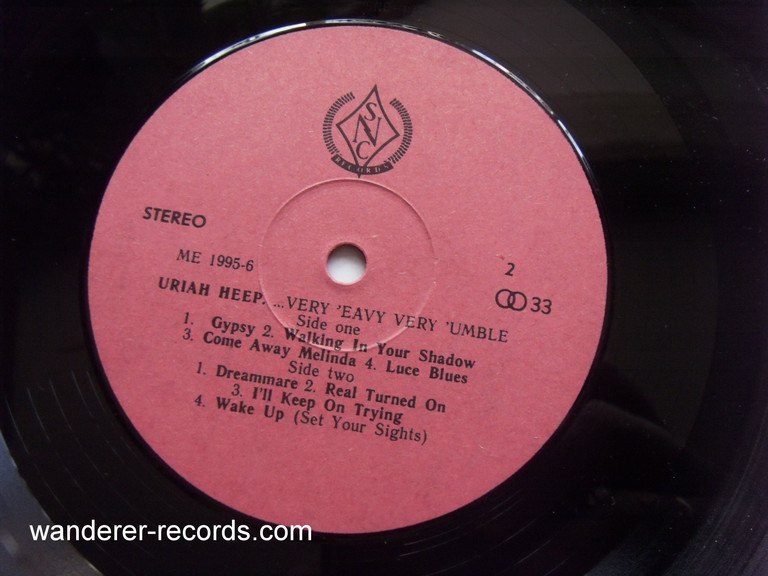 SNC
RECORDS
STEREO
ME 1995-6
2
33
URIAH HEEP. ...VERY 'EAVY VERY 'UMBLE
Side one
1. Gypsy 2. Walking In Your Shadow
3. Come Away Melinda 4. Luce Blues
Side two
1. Dreammare 2. Real Turned On
3. I'll Keep On Trying
4. Wake Up (Set Your Sights)
wanderer-records.com